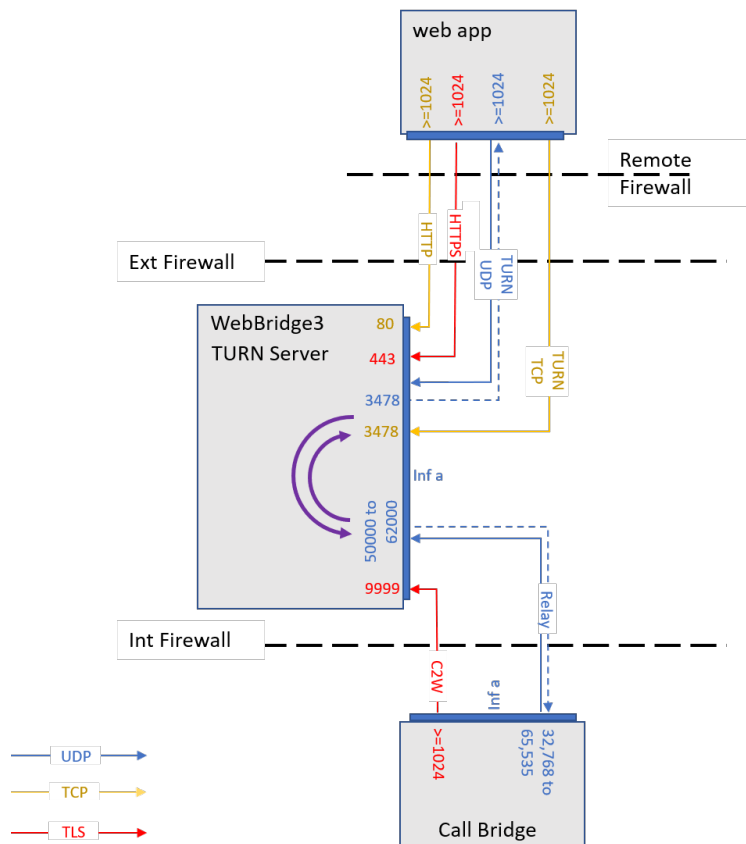 web app
>=1024
>=1024
>=1024
>=1024
Remote
Firewall
HTTP
HTTPS
TURN
UDP
Ext Firewall
WebBridge3
TURN Server
80
443
3478
3478
TURN
TCP
Inf a
50000 to
62000
9999
Relay
Int Firewall
C2W
Inf a
>=1024
32,768 to
65,535
Call Bridge
UDP
TCP
TLS